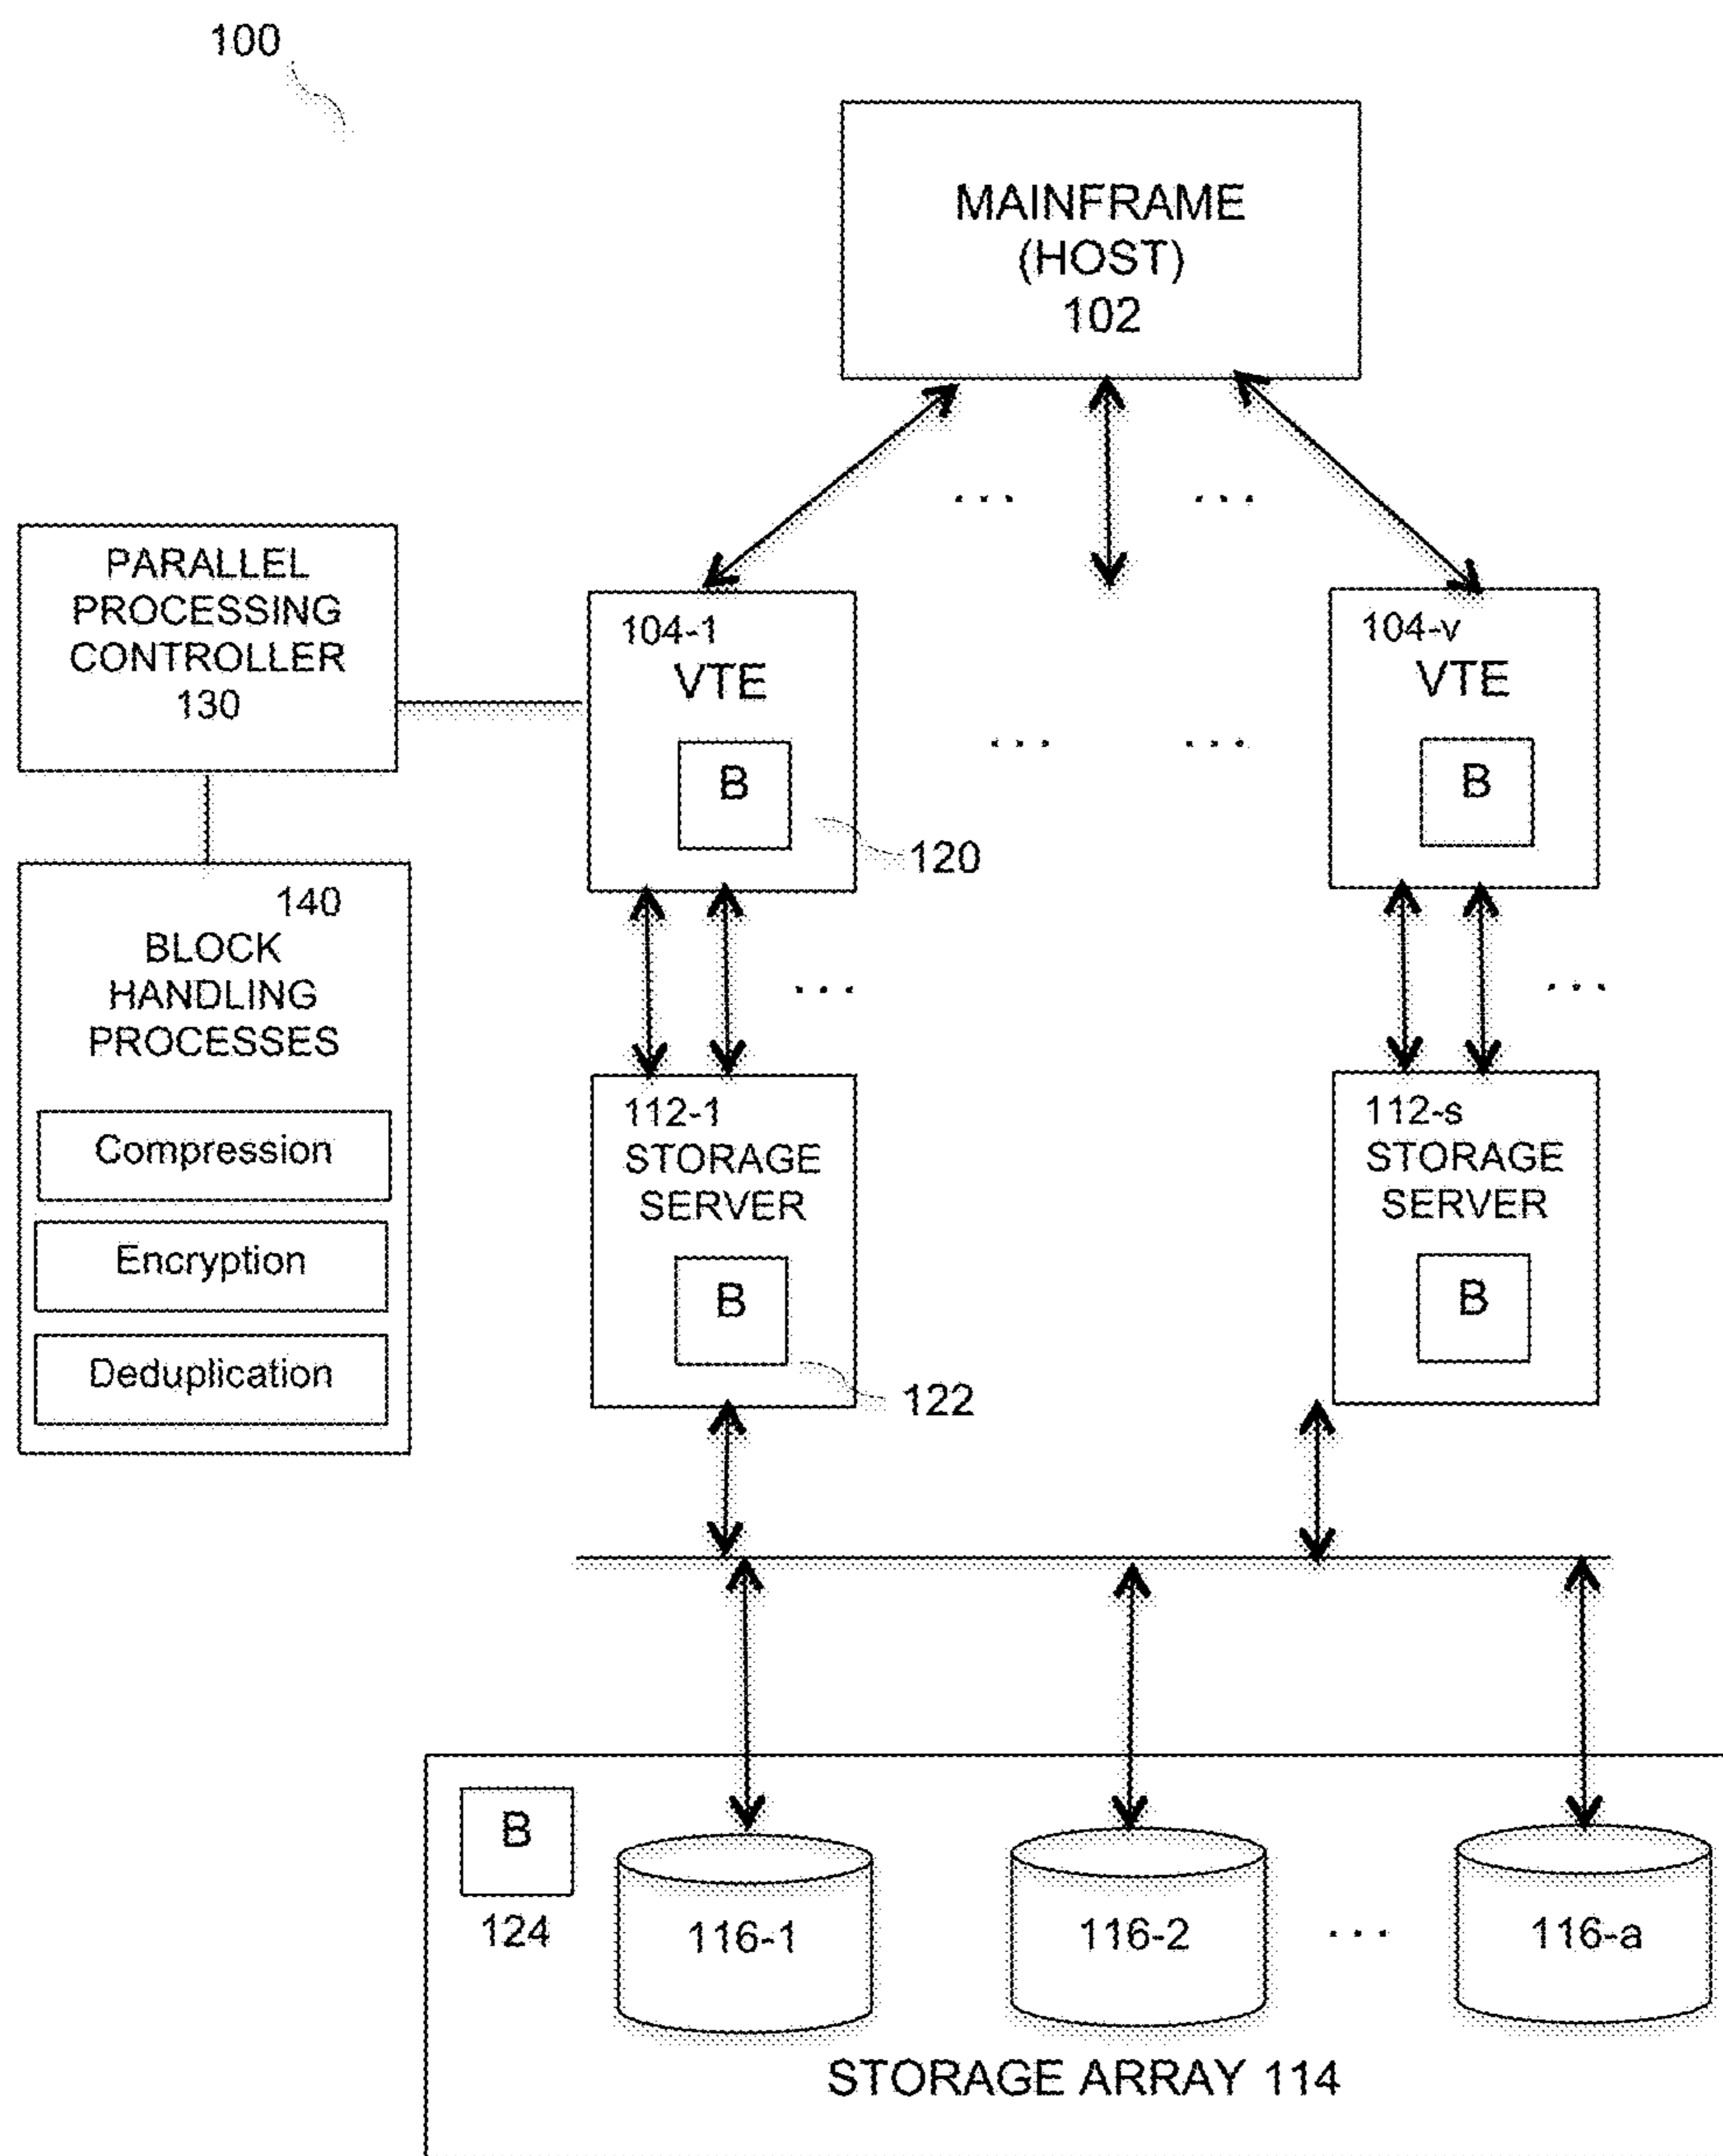 100
MAINFRAME
(HOST)
102
... ...
PARALLEL
PROCESSING
CONTROLLER
130
104-1
VTE
B
120
... ...
104-v
VTE
B
140
BLOCK
HANDLING
PROCESSES
Compression
Encryption
Deduplication
...
...
112-1
STORAGE
SERVER
B
122
112-s
STORAGE
SERVER
B
B
124
116-1
116-2
...
116-a
STORAGE ARRAY 114